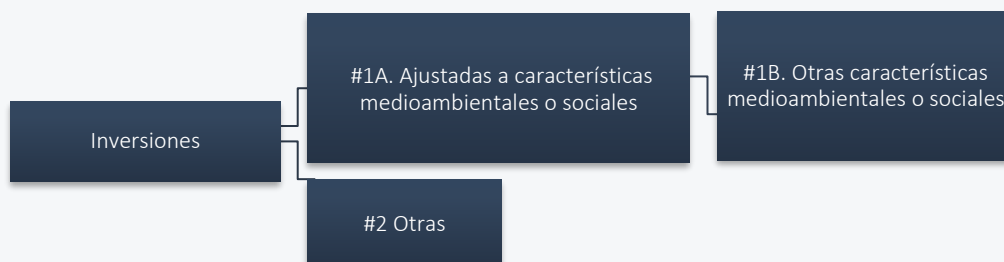 Inversiones
#1A. Ajustadas a características
medioambientales o sociales
#1B. Otras características
medioambientales o sociales
#2 Otras